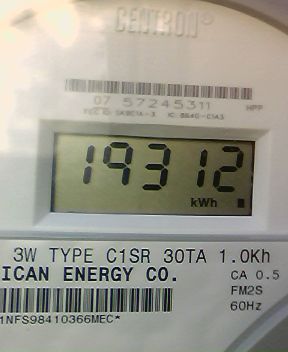 CENTRON®
07 57245311 HPP
19312
kWh
3W TYPE C1SR 30TA 1.0Kh
ICAN ENERGY CO. CA 0.5
FM2S
60Hz
1NFS98410366MEC*